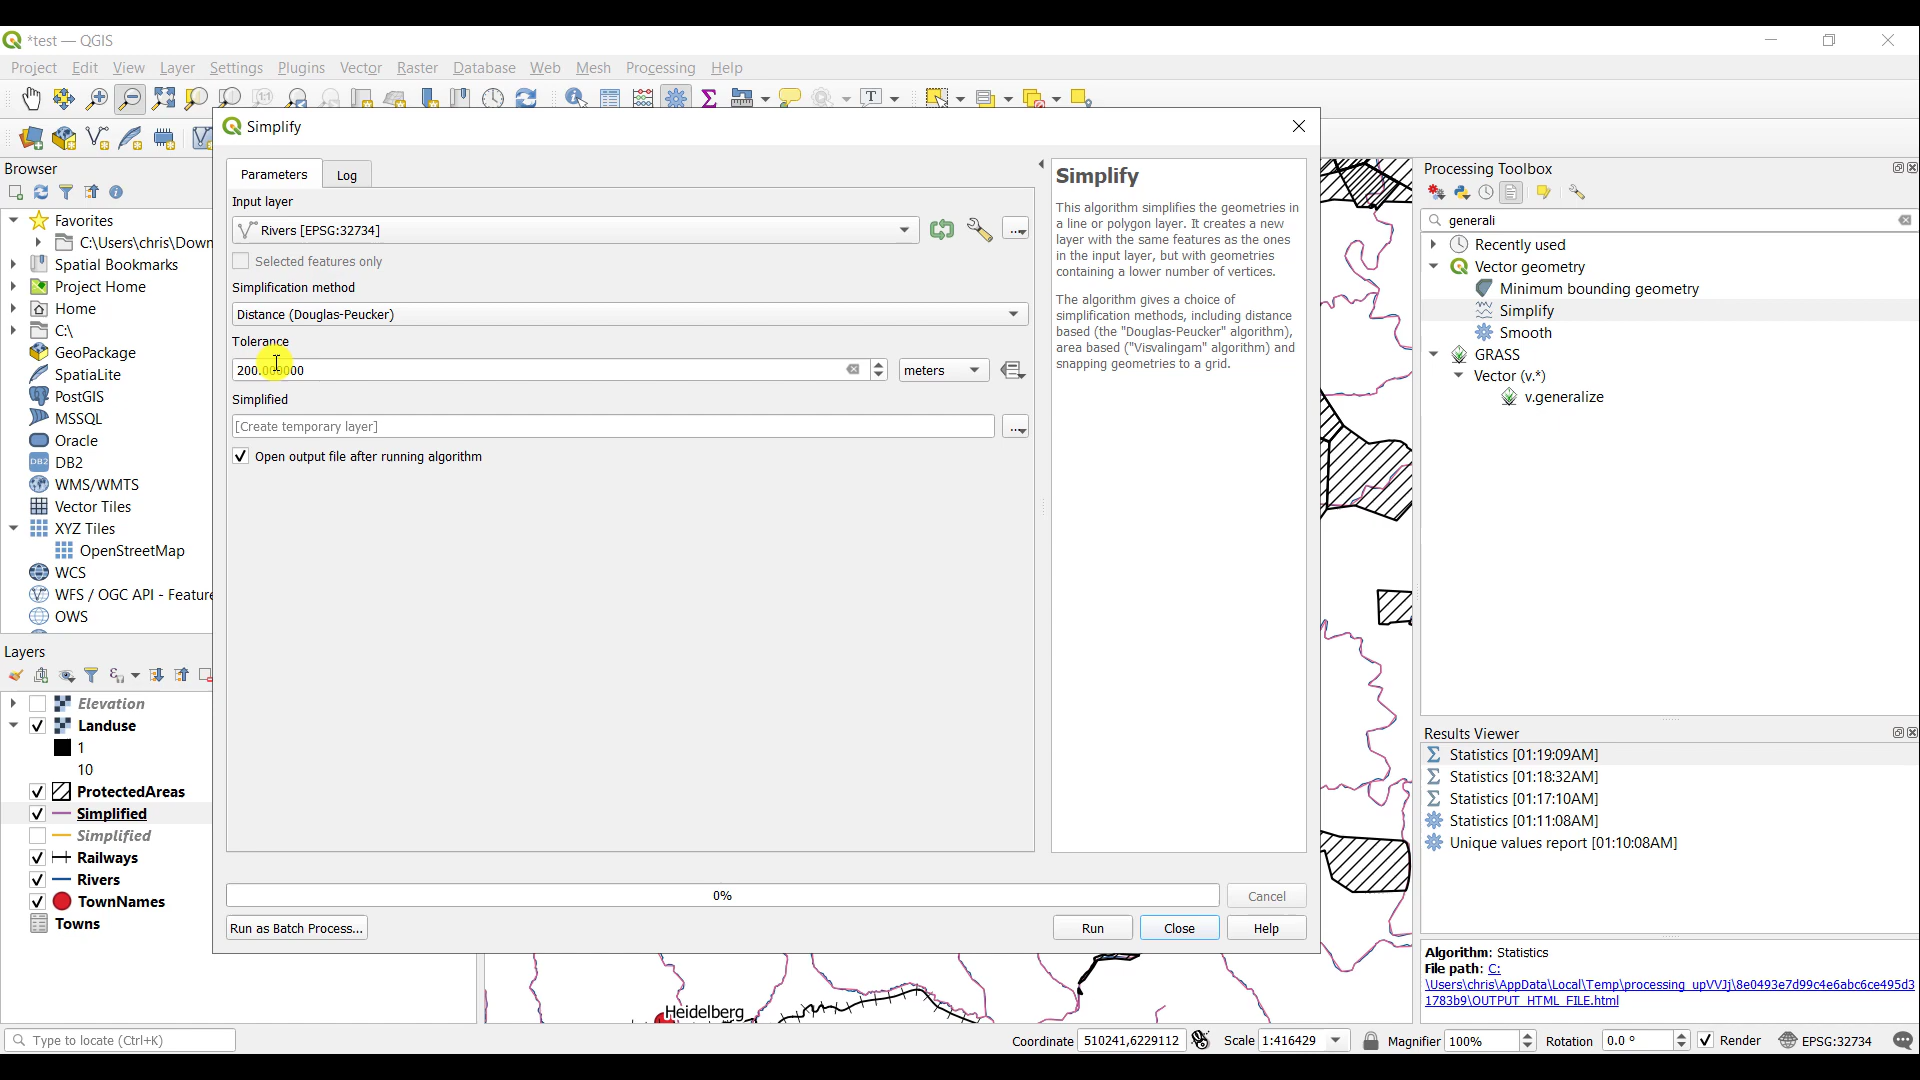 *test — QGIS
Project Edit View Layer Settings Plugins Vector Raster Database Web Mesh Processing Help
Browser
Favorites
C:\Users\chris\Down
Spatial Bookmarks
Project Home
Home
C:\
GeoPackage
SpatiaLite
PostGIS
MSSQL
Oracle
DB2
WMS/WMTS
Vector Tiles
XYZ Tiles
OpenStreetMap
WCS
WFS / OGC API - Feature
OWS
Layers
Elevation
Landuse
1
10
ProtectedAreas
Simplified
Simplified
Railways
Rivers
TownNames
Towns
Type to locate (Ctrl+K)
Simplify
Parameters Log
Input layer
Rivers [EPSG:32734]
Selected features only
Simplification method
Distance (Douglas-Peucker)
Tolerance
200.000000 meters
Simplified
[Create temporary layer]
Open output file after running algorithm
0%
Cancel
Run as Batch Process...
Run Close Help
Simplify
This algorithm simplifies the geometries in
a line or polygon layer. It creates a new
layer with the same features as the ones
in the input layer, but with geometries
containing a lower number of vertices.
The algorithm gives a choice of
simplification methods, including distance
based (the "Douglas-Peucker" algorithm),
area based ("Visvalingam" algorithm) and
snapping geometries to a grid.
Heidelberg
Processing Toolbox
generali
Recently used
Vector geometry
Minimum bounding geometry
Simplify
Smooth
GRASS
Vector (v.*)
v.generalize
Results Viewer
Statistics [01:19:09AM]
Statistics [01:18:32AM]
Statistics [01:17:10AM]
Statistics [01:11:08AM]
Unique values report [01:10:08AM]
Algorithm: Statistics
File path: C:
\Users\chris\AppData\Local\Temp\processing_upVVJj\8e0493e7d99c4e6abc6ce495d3
1783b9\OUTPUT_HTML_FILE.html
Coordinate 510241,6229112 Scale 1:416429 Magnifier 100% Rotation 0.0 ° Render EPSG:32734